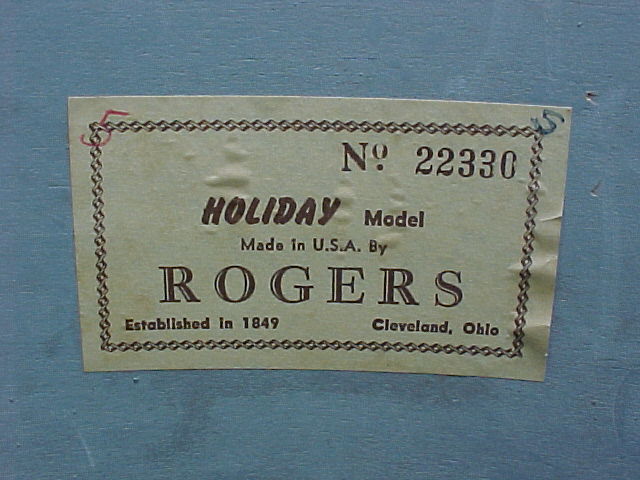 5
S
Nº 22330
HOLIDAY Model
Made in U.S.A. By
ROGERS
Established in 1849 Cleveland, Ohio